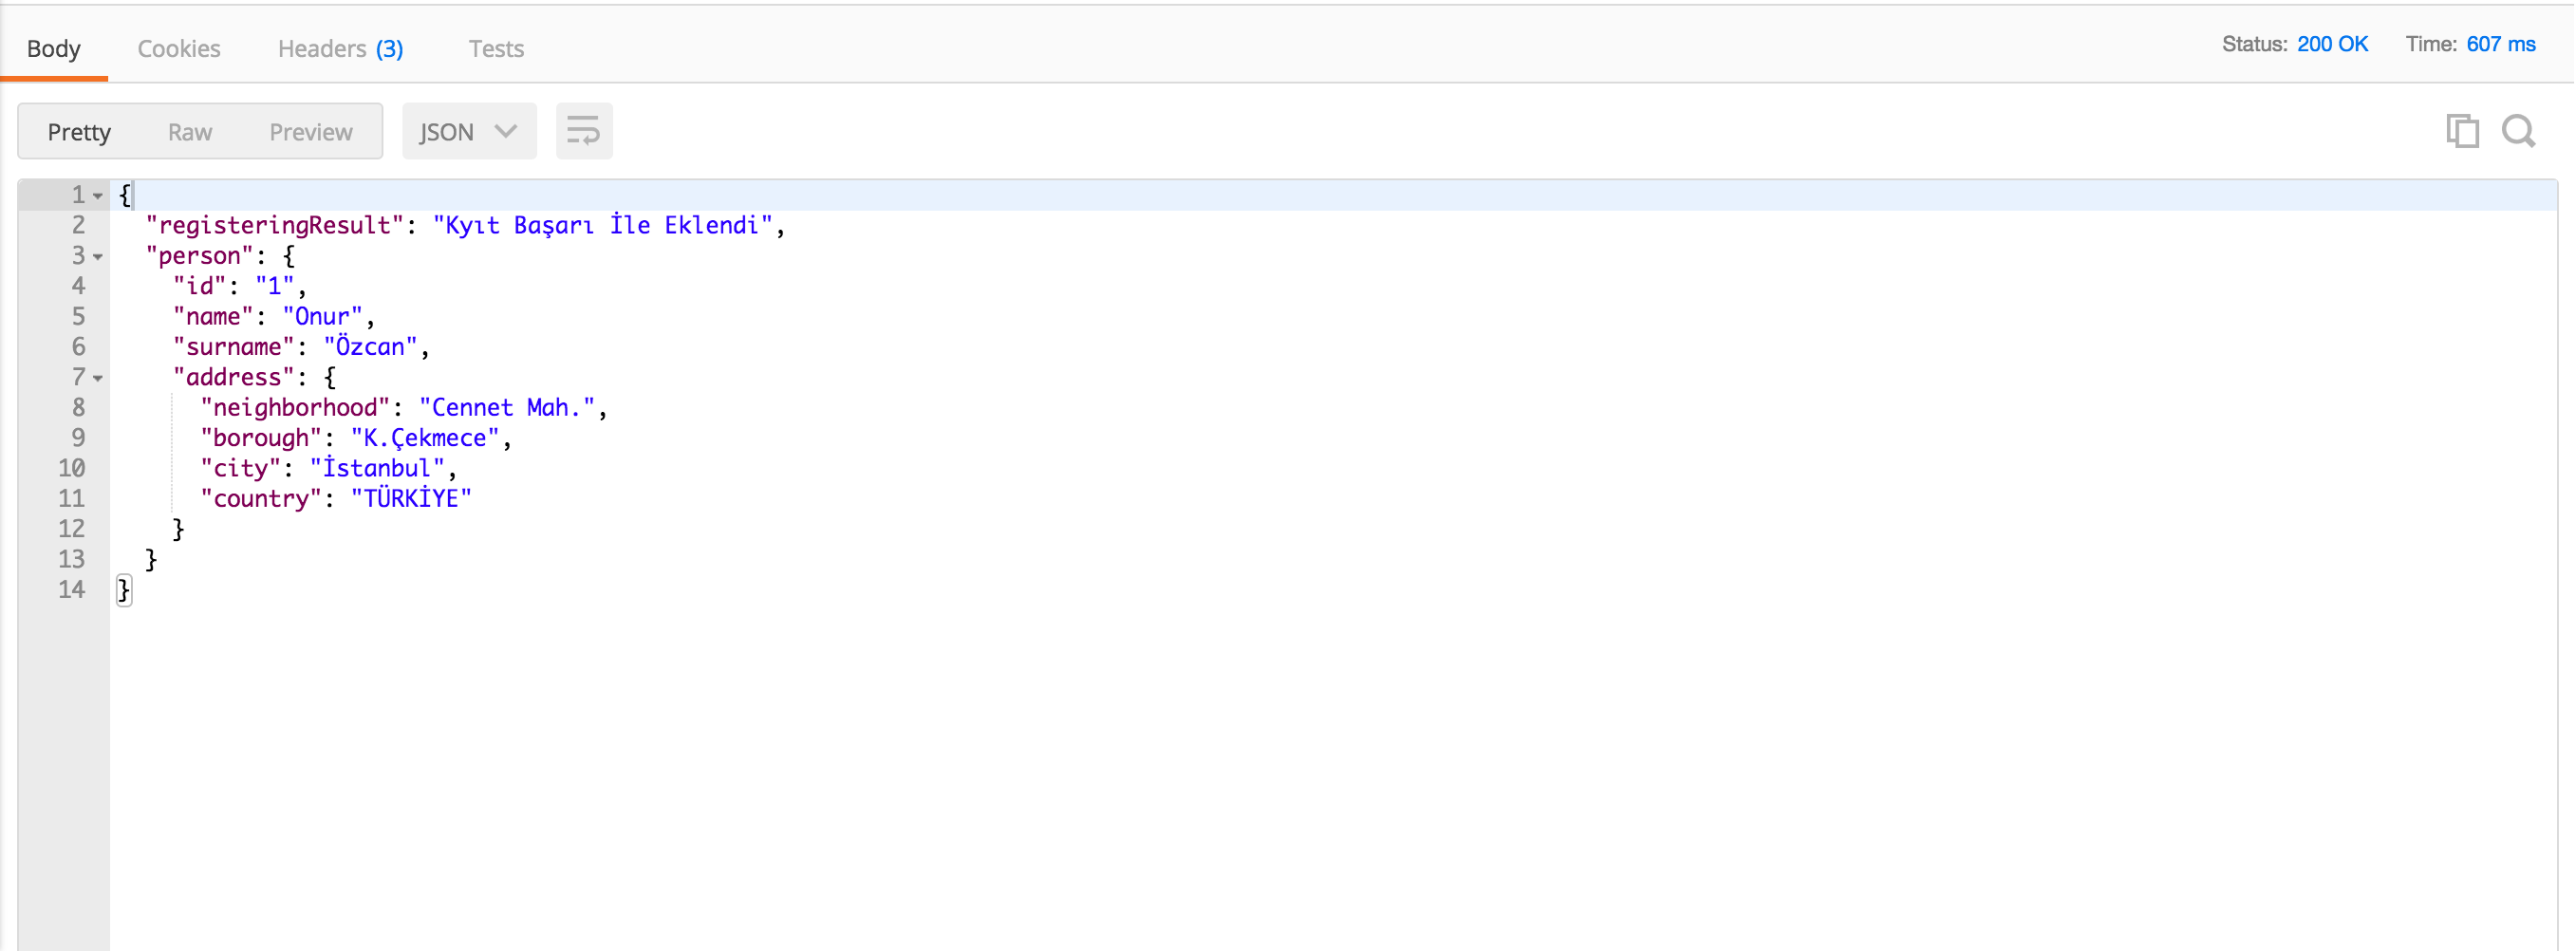 Body Cookies Headers (3) Tests Status: 200 OK Time: 607 ms
Pretty Raw Preview JSON
1 {
2 "registeringResult": "Kyıt Başarı İle Eklendi",
3 "person": {
4 "id": "1",
5 "name": "Onur",
6 "surname": "Özcan",
7 "address": {
8 "neighborhood": "Cennet Mah.",
9 "borough": "K.Çekmece",
10 "city": "İstanbul",
11 "country": "TÜRKİYE"
12 }
13 }
14 }